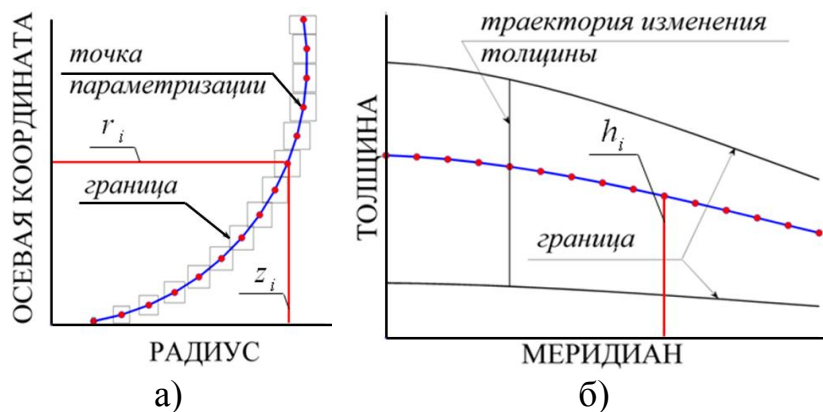 ОСЕВАЯ КООРДИНАТА
точка
параметризации
r i
граница
z i
РАДИУС
а)
ТОЛЩИНА
траектория изменения
толщины
h i
граница
МЕРИДИАН
б)